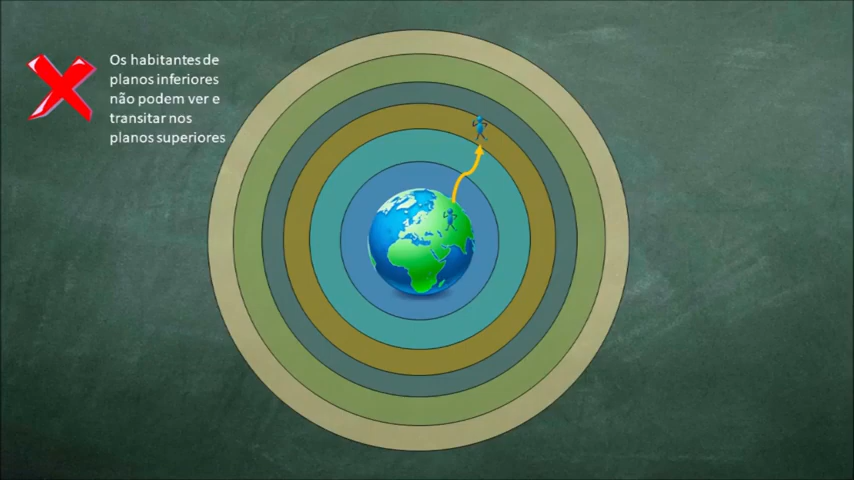 Os habitantes de
planos inferiores
não podem ver e
transitar nos
planos superiores